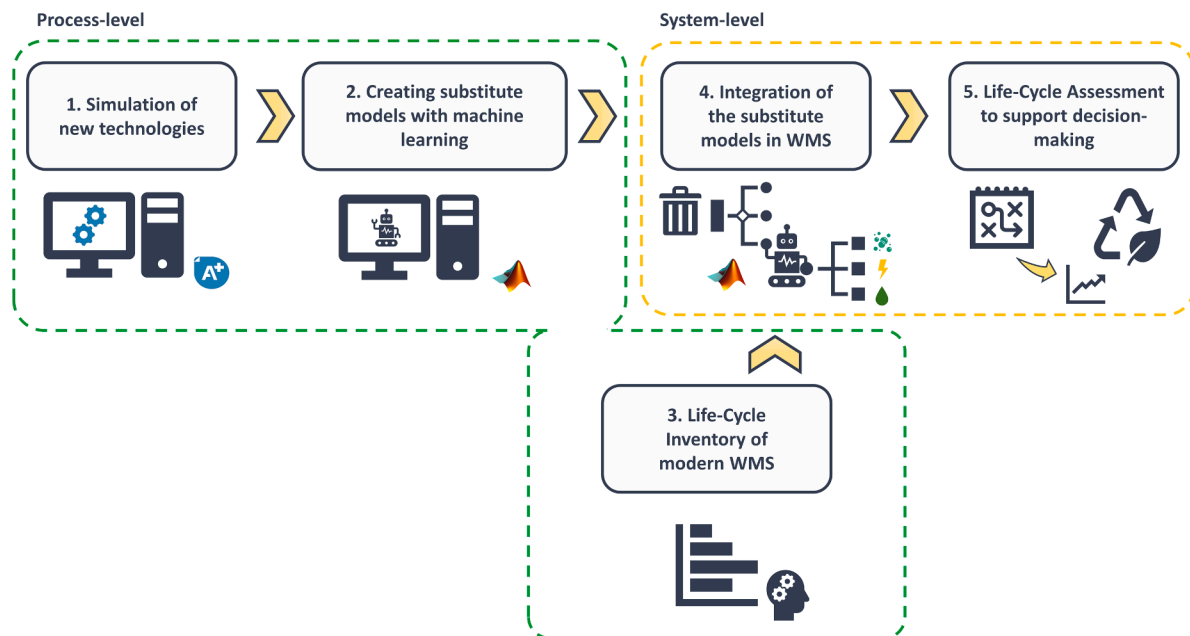 Process-level
System-level
1. Simulation of
new technologies
2. Creating substitute
models with machine
learning
4. Integration of
the substitute
models in WMS
5. Life-Cycle Assessment
to support decision-
making
A+
3. Life-Cycle
Inventory of
modern WMS